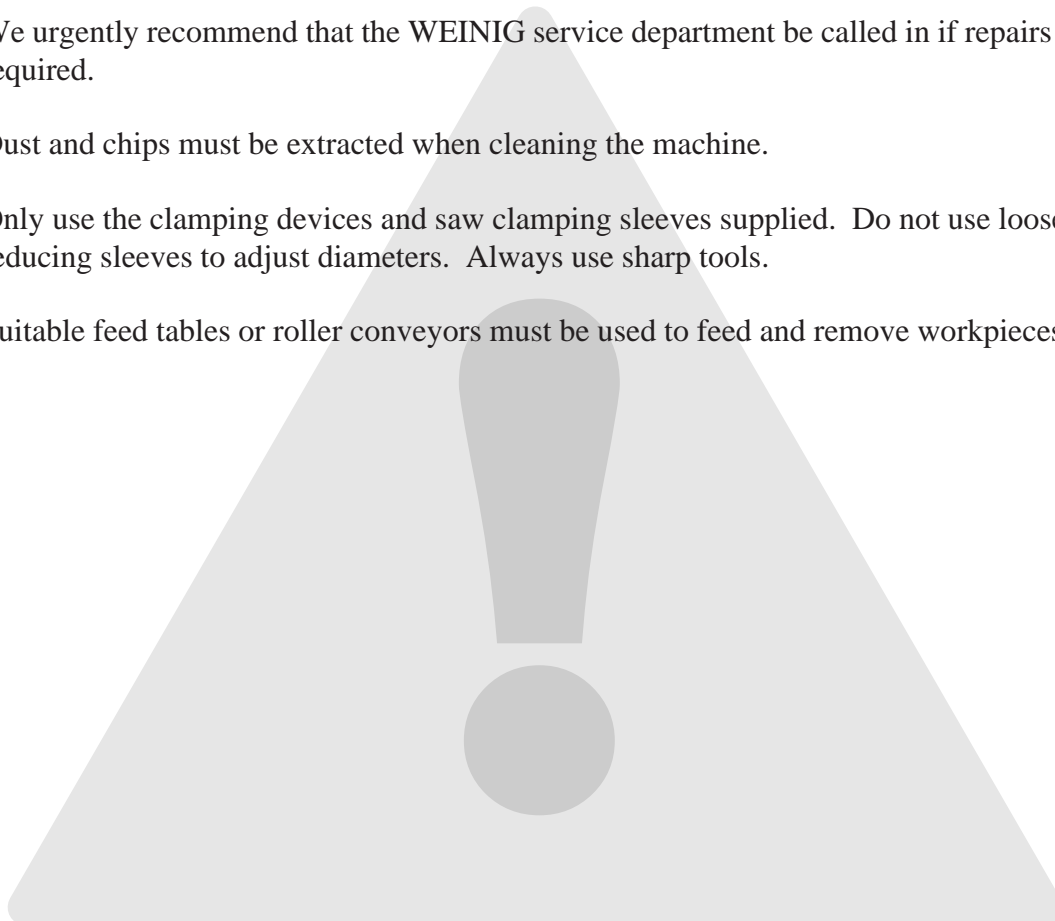 We urgently recommend that the WEINIG service department be called in if repairs
equired.
Dust and chips must be extracted when cleaning the machine.
Only use the clamping devices and saw clamping sleeves supplied. Do not use loose
educing sleeves to adjust diameters. Always use sharp tools.
uitable feed tables or roller conveyors must be used to feed and remove workpieces